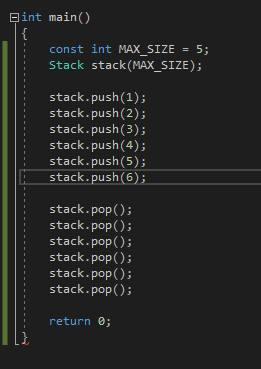 int main()
{
    const int MAX_SIZE = 5;
    Stack stack(MAX_SIZE);

    stack.push(1);
    stack.push(2);
    stack.push(3);
    stack.push(4);
    stack.push(5);
    stack.push(6);

    stack.pop();
    stack.pop();
    stack.pop();
    stack.pop();
    stack.pop();
    stack.pop();

    return 0;
}